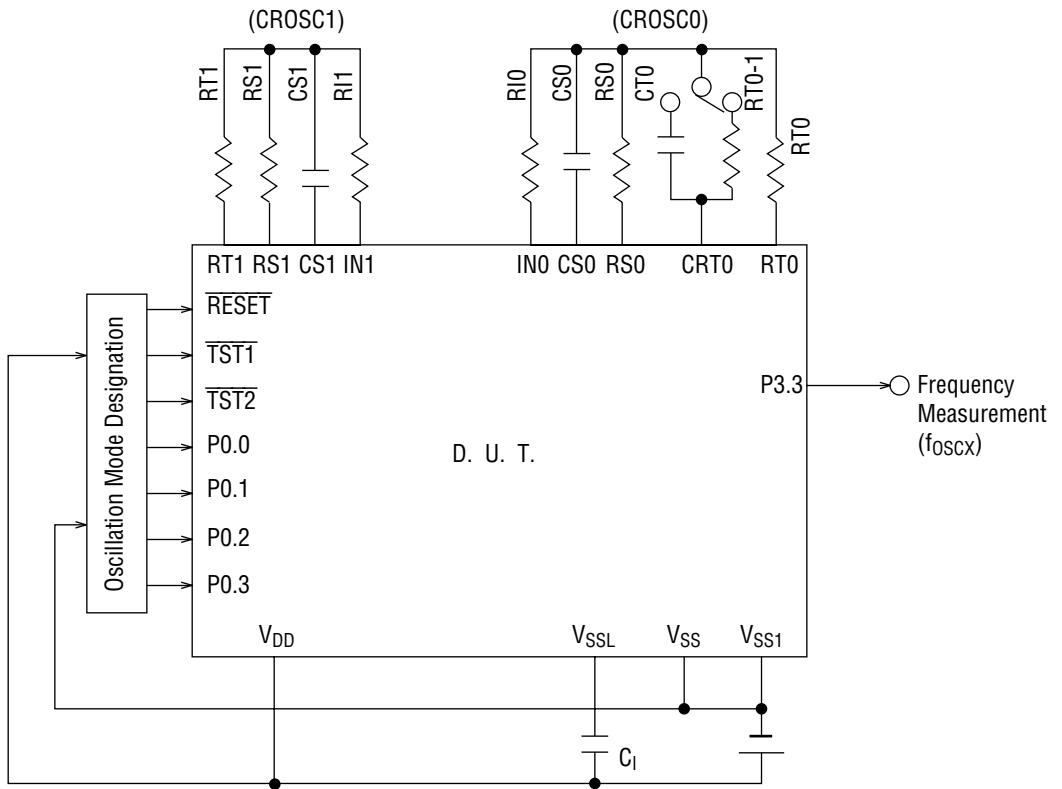 (CROSC1)
(CROSC0)
RT1
RS1
CS1
RI1
RI0
CS0
RS0
CT0
RT0-1
RT0
RT1 RS1 CS1 IN1
IN0 CS0 RS0 CRT0 RT0
Oscillation Mode Designation
RESET
TST1
TST2
P0.0
P0.1
P0.2
P0.3
D. U. T.
P3.3
Frequency
Measurement
(fOSCX)
VDD
VSSL
VSS
VSS1
CI